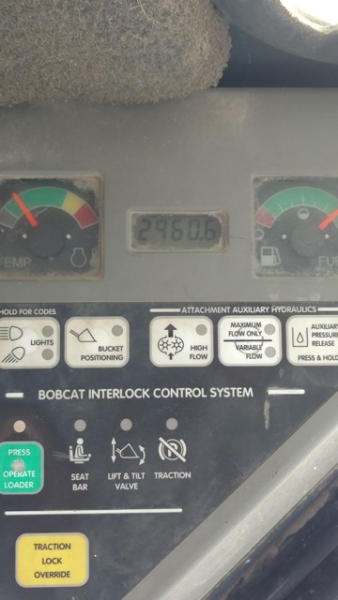 2960.6
TEMP
FUE
HOLD FOR CODES
ATTACHMENT AUXILIARY HYDRAULICS
LIGHTS
BUCKET
POSITIONING
HIGH
FLOW
MAXIMUM
FLOW ONLY
VARIABLE
FLOW
AUXILIARY
PRESSURE
RELEASE
PRESS & HOLD
BOBCAT INTERLOCK CONTROL SYSTEM
PRESS
TO
OPERATE
LOADER
SEAT
BAR
LIFT & TILT
VALVE
TRACTION
TRACTION
LOCK
OVERRIDE